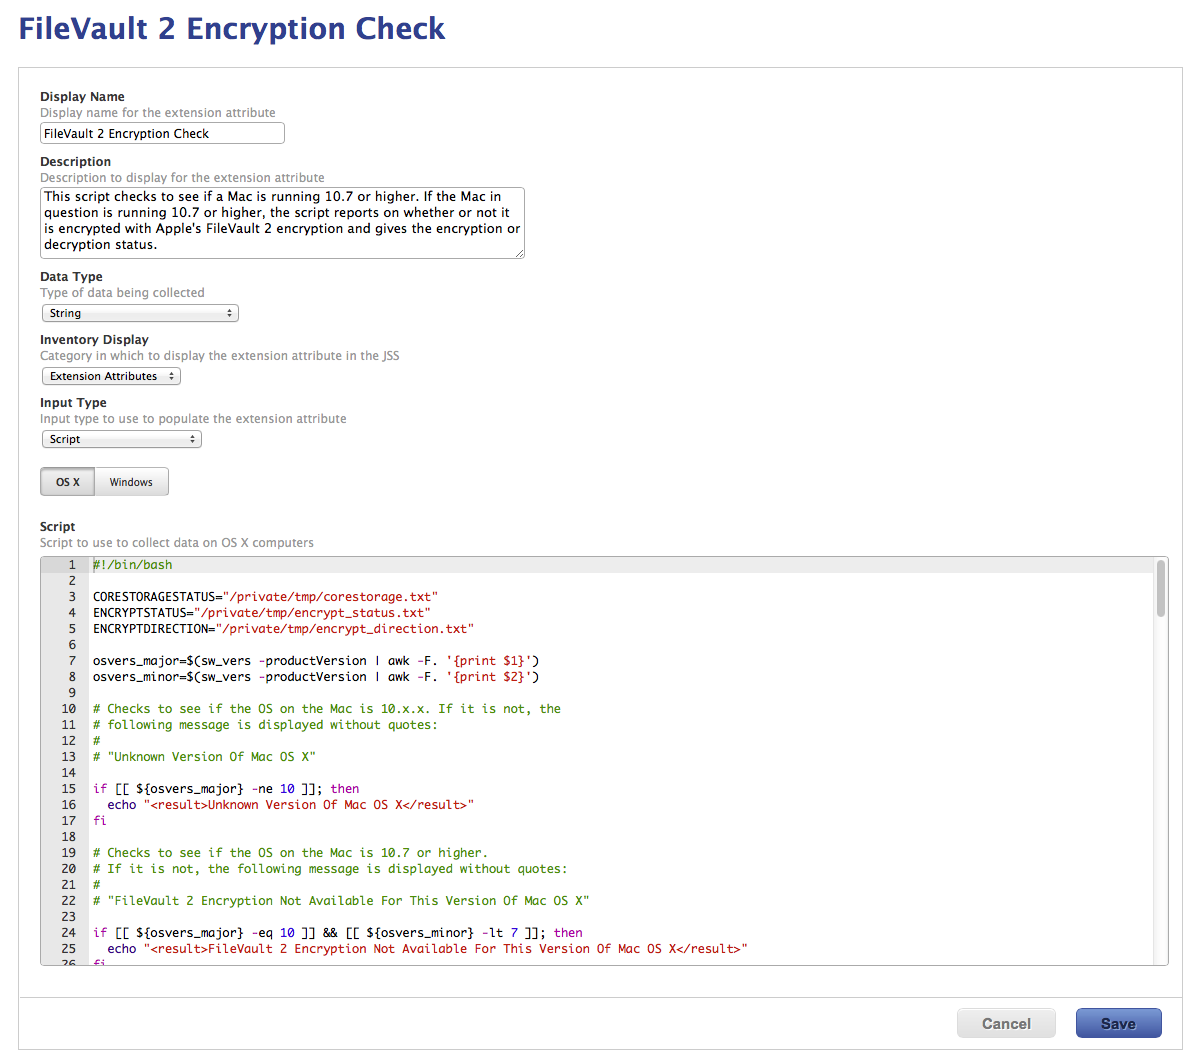 FileVault 2 Encryption Check
Display Name
Display name for the extension attribute
FileVault 2 Encryption Check
Description
Description to display for the extension attribute
This script checks to see if a Mac is running 10.7 or higher. If the Mac in
question is running 10.7 or higher, the script reports on whether or not it
is encrypted with Apple's FileVault 2 encryption and gives the encryption or
decryption status.
Data Type
Type of data being collected
String
Inventory Display
Category in which to display the extension attribute in the JSS
Extension Attributes
Input Type
Input type to use to populate the extension attribute
Script
OS X Windows
Script
Script to use to collect data on OS X computers
1 #!/bin/bash
2
3 CORESTORAGESTATUS="/private/tmp/corestorage.txt"
4 ENCRYPTSTATUS="/private/tmp/encrypt_status.txt"
5 ENCRYPTDIRECTION="/private/tmp/encrypt_direction.txt"
6
7 osvers_major=$(sw_vers -productVersion | awk -F. '{print $1}')
8 osvers_minor=$(sw_vers -productVersion | awk -F. '{print $2}')
9
10 # Checks to see if the OS on the Mac is 10.x.x. If it is not, the
11 # following message is displayed without quotes:
12 #
13 # "Unknown Version Of Mac OS X"
14
15 if [[ ${osvers_major} -ne 10 ]]; then
16 echo "<result>Unknown Version Of Mac OS X</result>"
17 fi
18
19 # Checks to see if the OS on the Mac is 10.7 or higher.
20 # If it is not, the following message is displayed without quotes:
21 #
22 # "FileVault 2 Encryption Not Available For This Version Of Mac OS X"
23
24 if [[ ${osvers_major} -eq 10 ]] && [[ ${osvers_minor} -lt 7 ]]; then
25 echo "<result>FileVault 2 Encryption Not Available For This Version Of Mac OS X</result>"
26 fi
Cancel Save